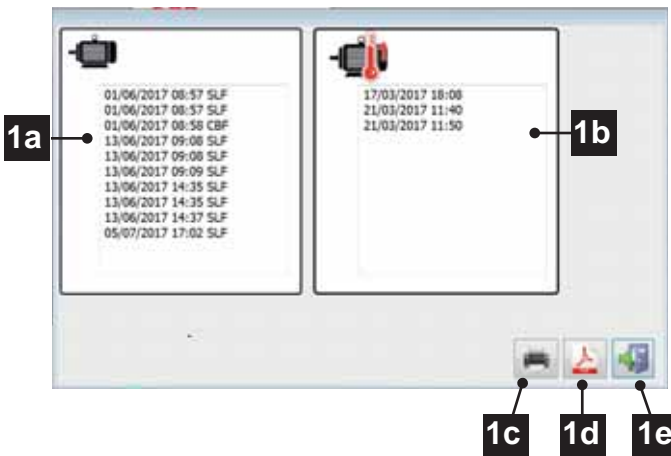 1a
01/06/2017 08:57 SLF
01/06/2017 08:57 SLF
01/06/2017 08:58 CBF
13/06/2017 09:08 SLF
13/06/2017 09:08 SLF
13/06/2017 09:09 SLF
13/06/2017 14:35 SLF
13/06/2017 14:35 SLF
13/06/2017 14:37 SLF
05/07/2017 17:02 SLF
17/03/2017 18:08
21/03/2017 11:40
21/03/2017 11:50
1b
1c 1d 1e